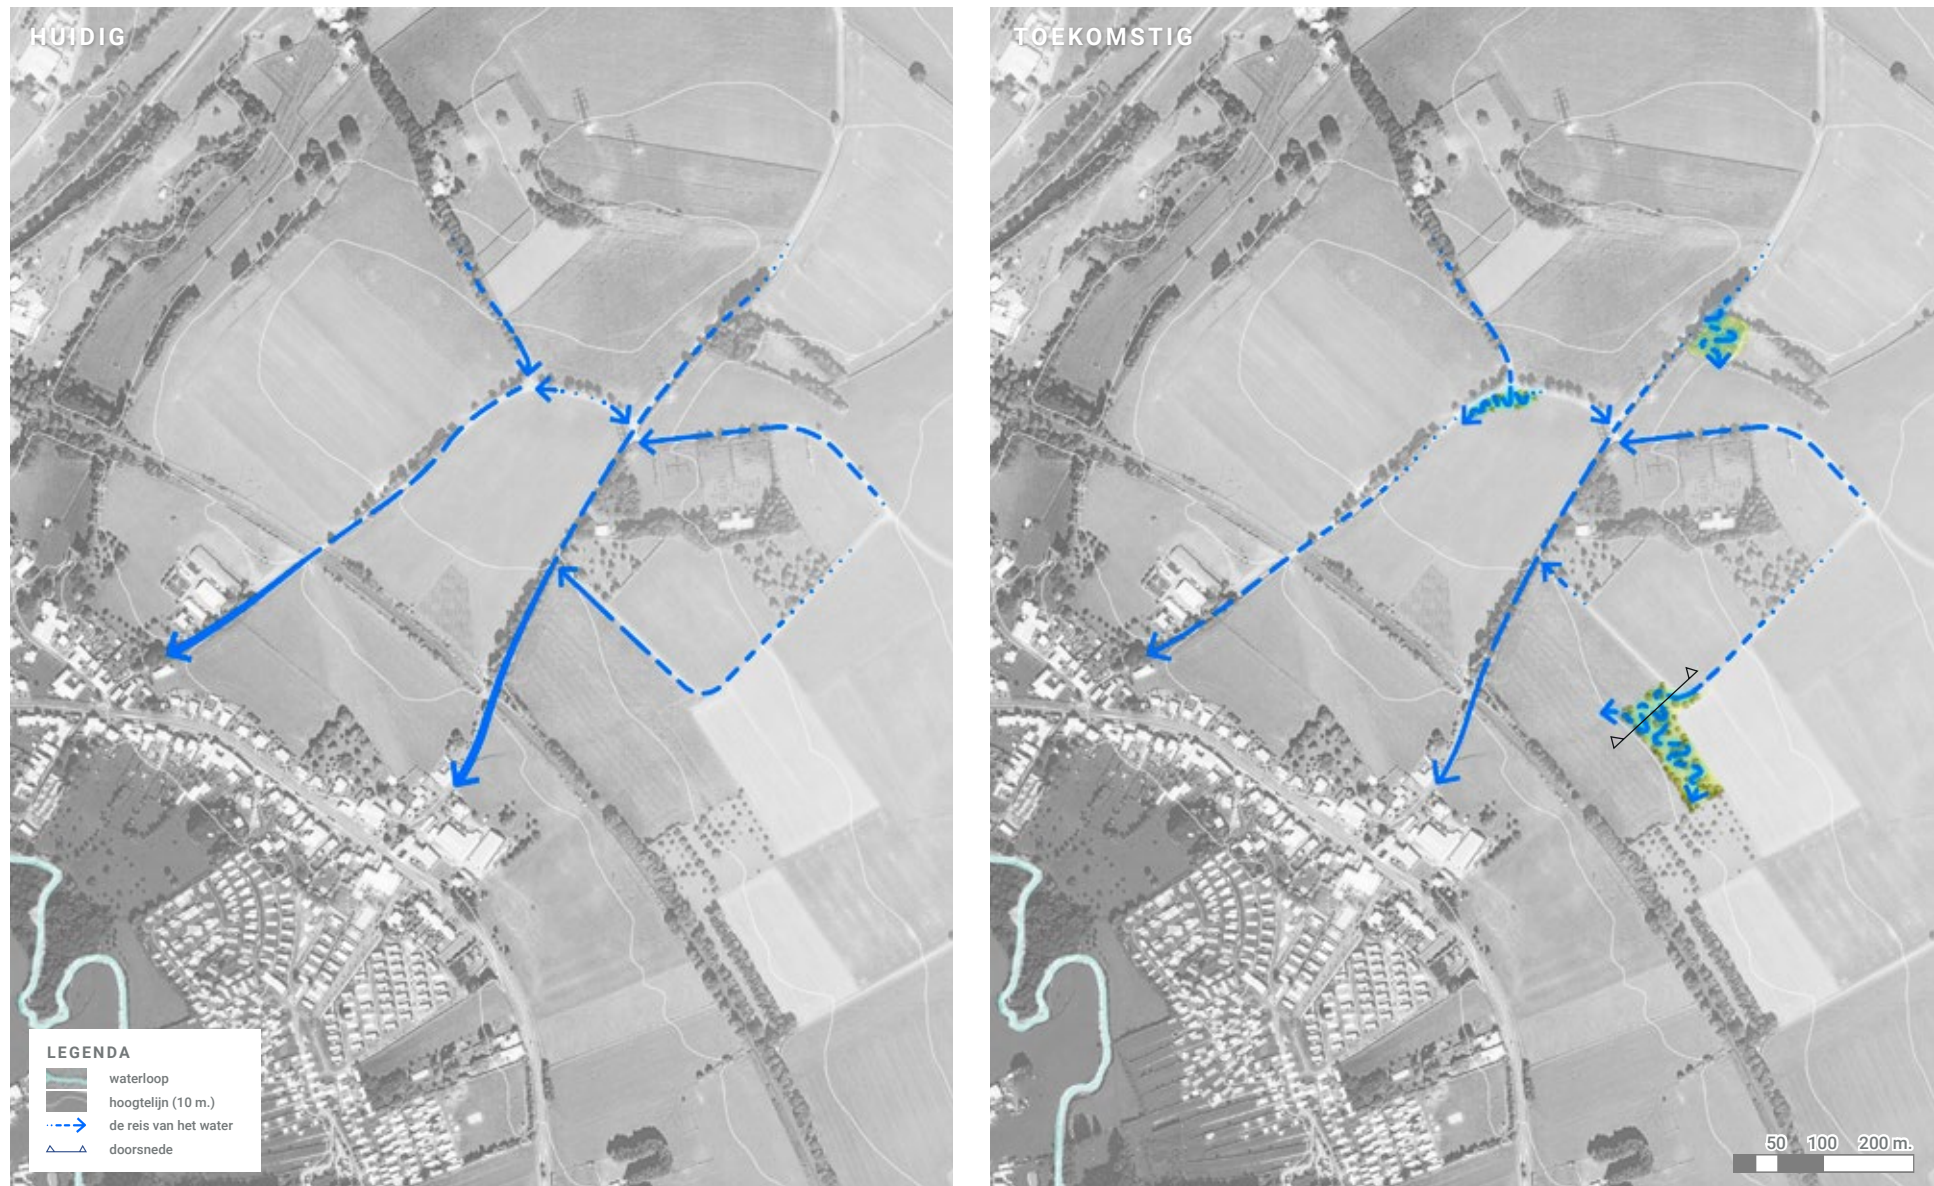 HUIDIG
TOEKOMSTIG
LEGENDA
waterloop
hoogtelijn (10 m.)
de reis van het water
doorsnede
50 100 200 m.